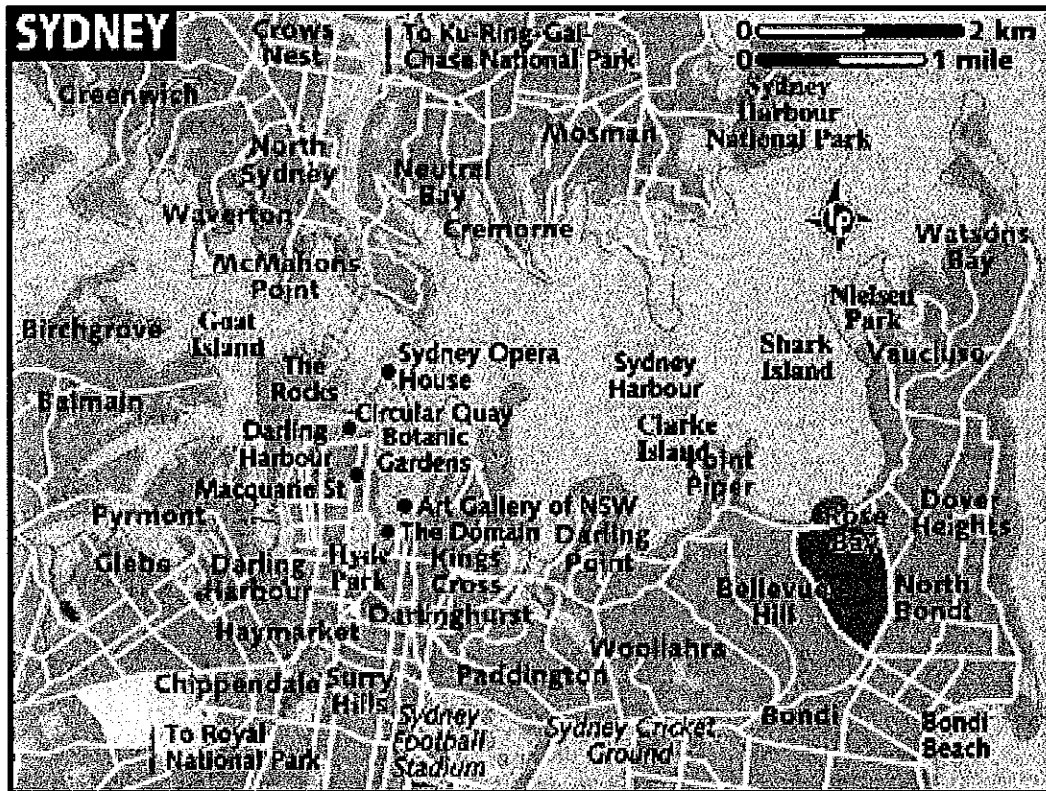 SYDNEY
Crows
Nest
To Ku-Ring-Gai-
Chase National Park
0 2 km
0 1 mile
Greenwich
Sydney
Harbour
National Park
Mosman
North
Sydney
Neutral
Bay
Waverton
Cremorne
lp
Watsons
Bay
McMahons
Point
Nielsen
Park
Birchgrove
Goat
Island
The
Rocks
Sydney Opera
House
Sydney
Harbour
Shark
Island
Vaucluse
Balmain
Circular Quay
Darling
Harbour
Botanic
Gardens
Clarke
Island
Point
Piper
Macquarie St
Pyrmont
Art Gallery of NSW
The Domain
Darling
Point
Rose
Bay
Dover
Heights
Glebe
Darling
Harbour
Hyde
Park
Kings
Cross
Bellevue
Hill
North
Bondi
Haymarket
Darlinghurst
Woollahra
Chippendale
Surry
Hills
Paddington
Bondi
Bondi
Beach
To Royal
National Park
Sydney
Football
Stadium
Sydney Cricket
Ground